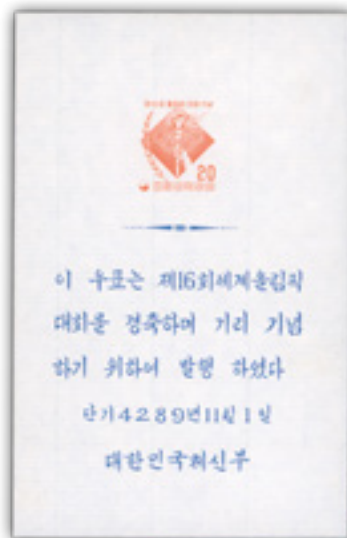 20
이 우표는 제16회세계올림픽
대회를 경축하며 기리 기념
하기 위하여 발행 하였다
단기4289년11월1일
대한민국체신부